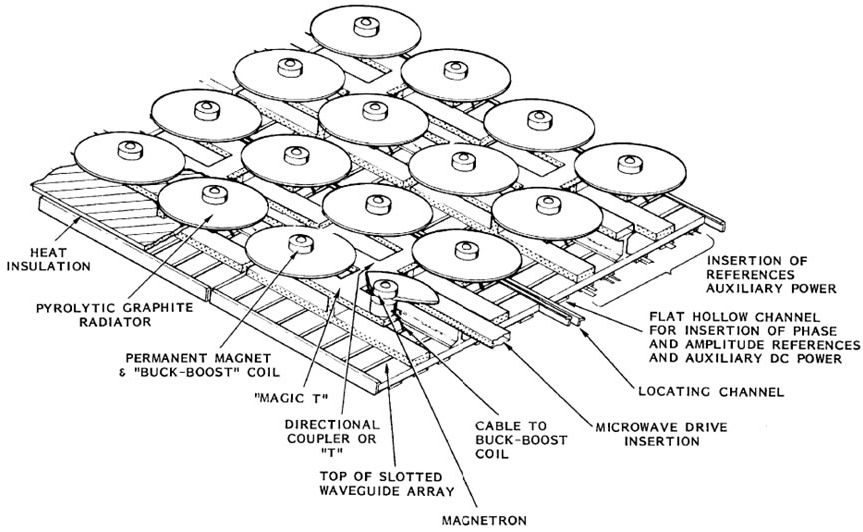 HEAT
INSULATION
PYROLYTIC GRAPHITE
RADIATOR
PERMANENT MAGNET
& "BUCK-BOOST" COIL
"MAGIC T"
DIRECTIONAL
COUPLER OR
"T"
TOP OF SLOTTED
WAVEGUIDE ARRAY
MAGNETRON
CABLE TO
BUCK-BOOST
COIL
MICROWAVE DRIVE
INSERTION
LOCATING CHANNEL
FLAT HOLLOW CHANNEL
FOR INSERTION OF PHASE
AND AMPLITUDE REFERENCES
AND AUXILIARY DC POWER
INSERTION OF
REFERENCES
AUXILIARY POWER